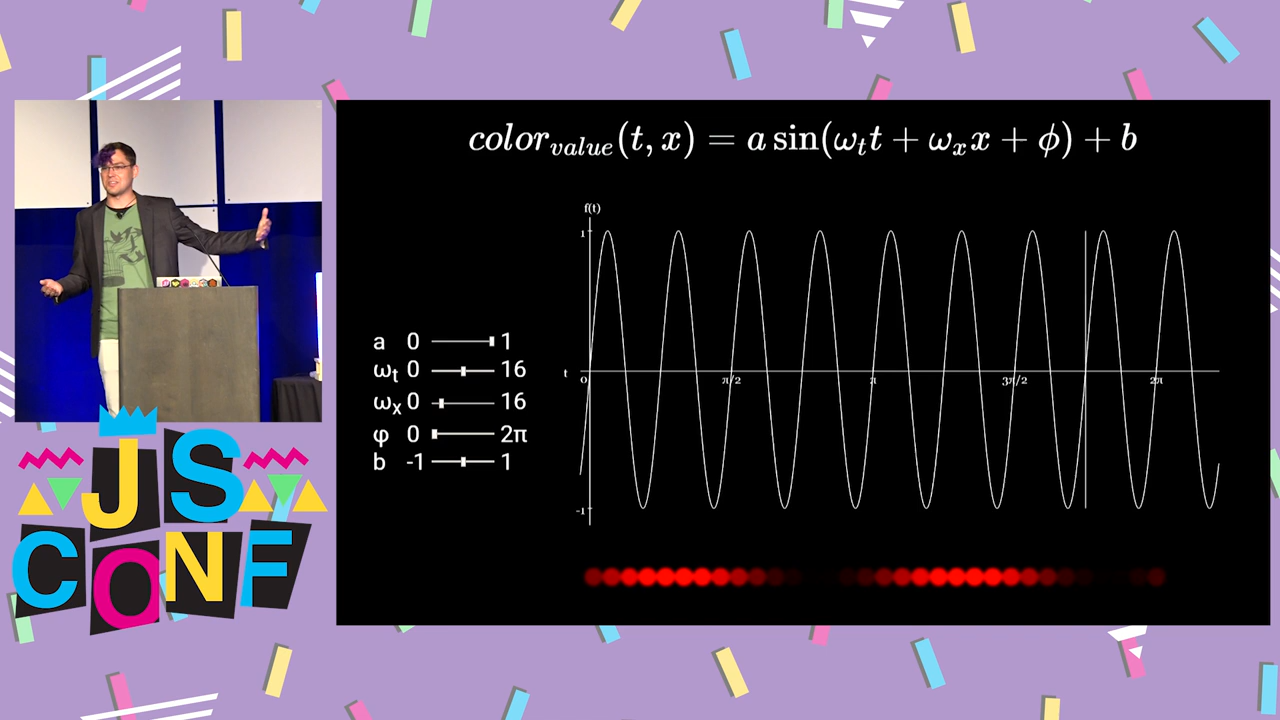 color_value(t, x) = a sin(ω_t t + ω_x x + ϕ) + b
f(t)
1
t
0
π/2
π
3π/2
2π
-1
a 0 1
ω_t 0 16
ω_x 0 16
φ 0 2π
b -1 1
JS
CONF